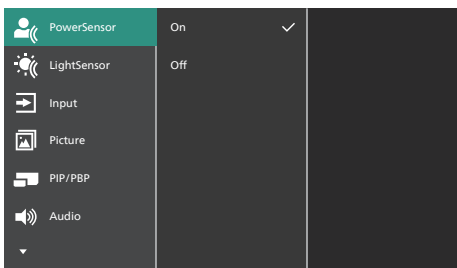 PowerSensor
On
LightSensor
Off
Input
Picture
PIP/PBP
Audio